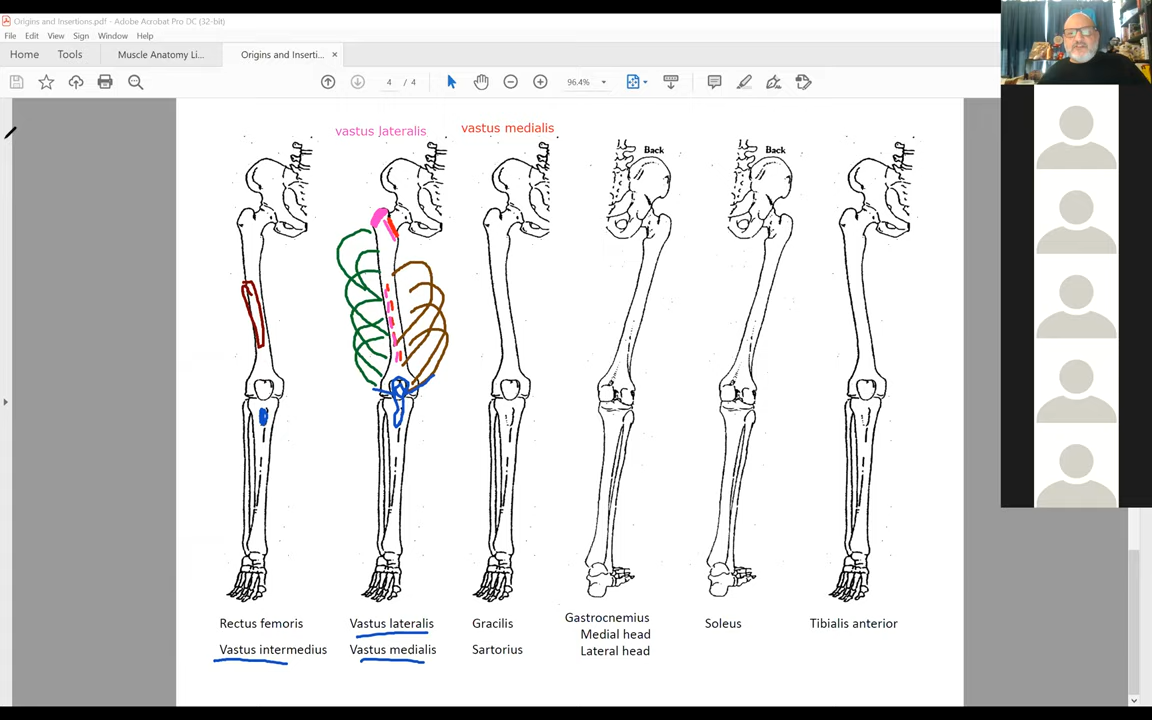 Origins and Insertions.pdf - Adobe Acrobat Pro DC (32-bit)
File Edit View Sign Window Help
Home Tools Muscle Anatomy Li... Origins and Inserti... ×
4 / 4 96.4%
vastus lateralis vastus medialis
Back Back
Rectus femoris Vastus lateralis Gracilis Gastrocnemius Soleus Tibialis anterior
Medial head
Vastus intermedius Vastus medialis Sartorius Lateral head